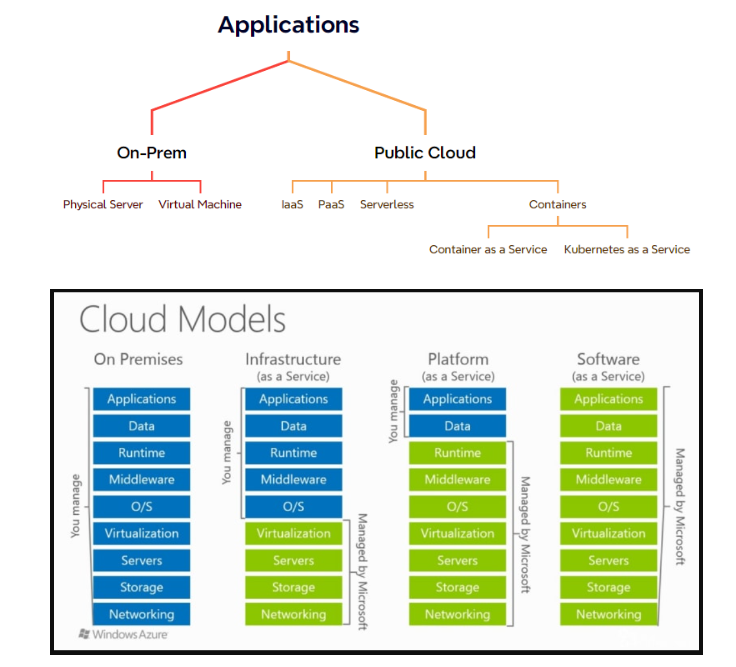 Applications
On-Prem Public Cloud
Physical Server Virtual Machine IaaS PaaS Serverless Containers
Container as a Service Kubernetes as a Service
Cloud Models
On Premises
Applications
Data
Runtime
Middleware
O/S
Virtualization
Servers
Storage
Networking
You manage
Infrastructure
(as a Service)
Applications
Data
Runtime
Middleware
O/S
Virtualization
Servers
Storage
Networking
You manage
Managed by Microsoft
Platform
(as a Service)
Applications
Data
Runtime
Middleware
O/S
Virtualization
Servers
Storage
Networking
You manage
Managed by Microsoft
Software
(as a Service)
Applications
Data
Runtime
Middleware
O/S
Virtualization
Servers
Storage
Networking
Managed by Microsoft
Windows Azure